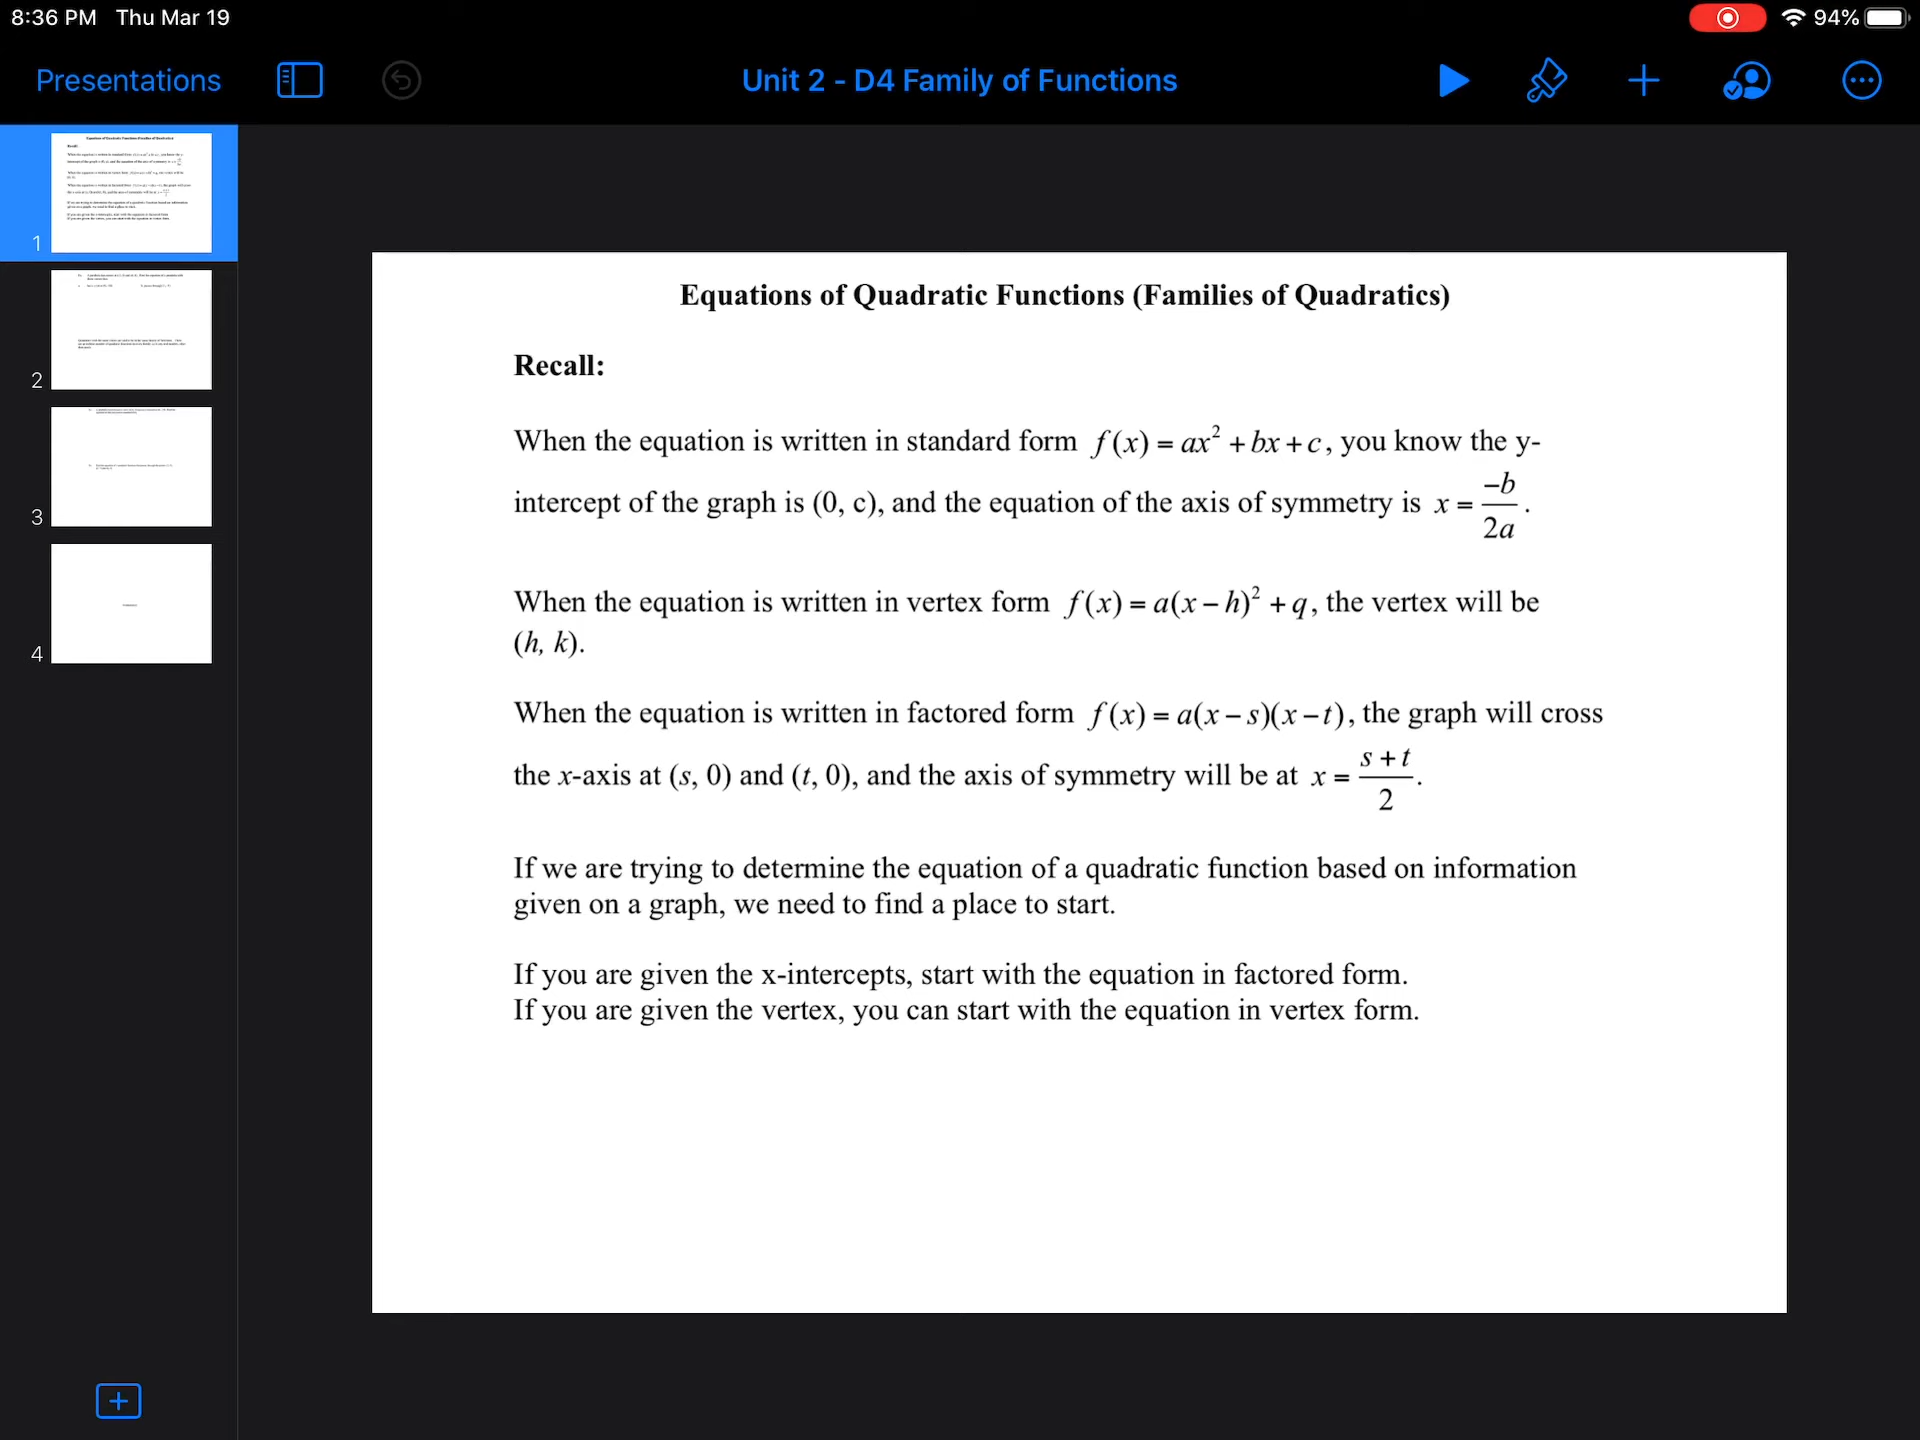 8:36 PM Thu Mar 19
94%
Presentations
Unit 2 - D4 Family of Functions
1
2
3
4
Equations of Quadratic Functions (Families of Quadratics)
Recall:
When the equation is written in standard form f(x) = ax² + bx + c, you know the y-
intercept of the graph is (0, c), and the equation of the axis of symmetry is x = -b/2a.
When the equation is written in vertex form f(x) = a(x – h)² + q, the vertex will be
(h, k).
When the equation is written in factored form f(x) = a(x – s)(x – t), the graph will cross
the x-axis at (s, 0) and (t, 0), and the axis of symmetry will be at x = s + t/2.
If we are trying to determine the equation of a quadratic function based on information
given on a graph, we need to find a place to start.
If you are given the x-intercepts, start with the equation in factored form.
If you are given the vertex, you can start with the equation in vertex form.